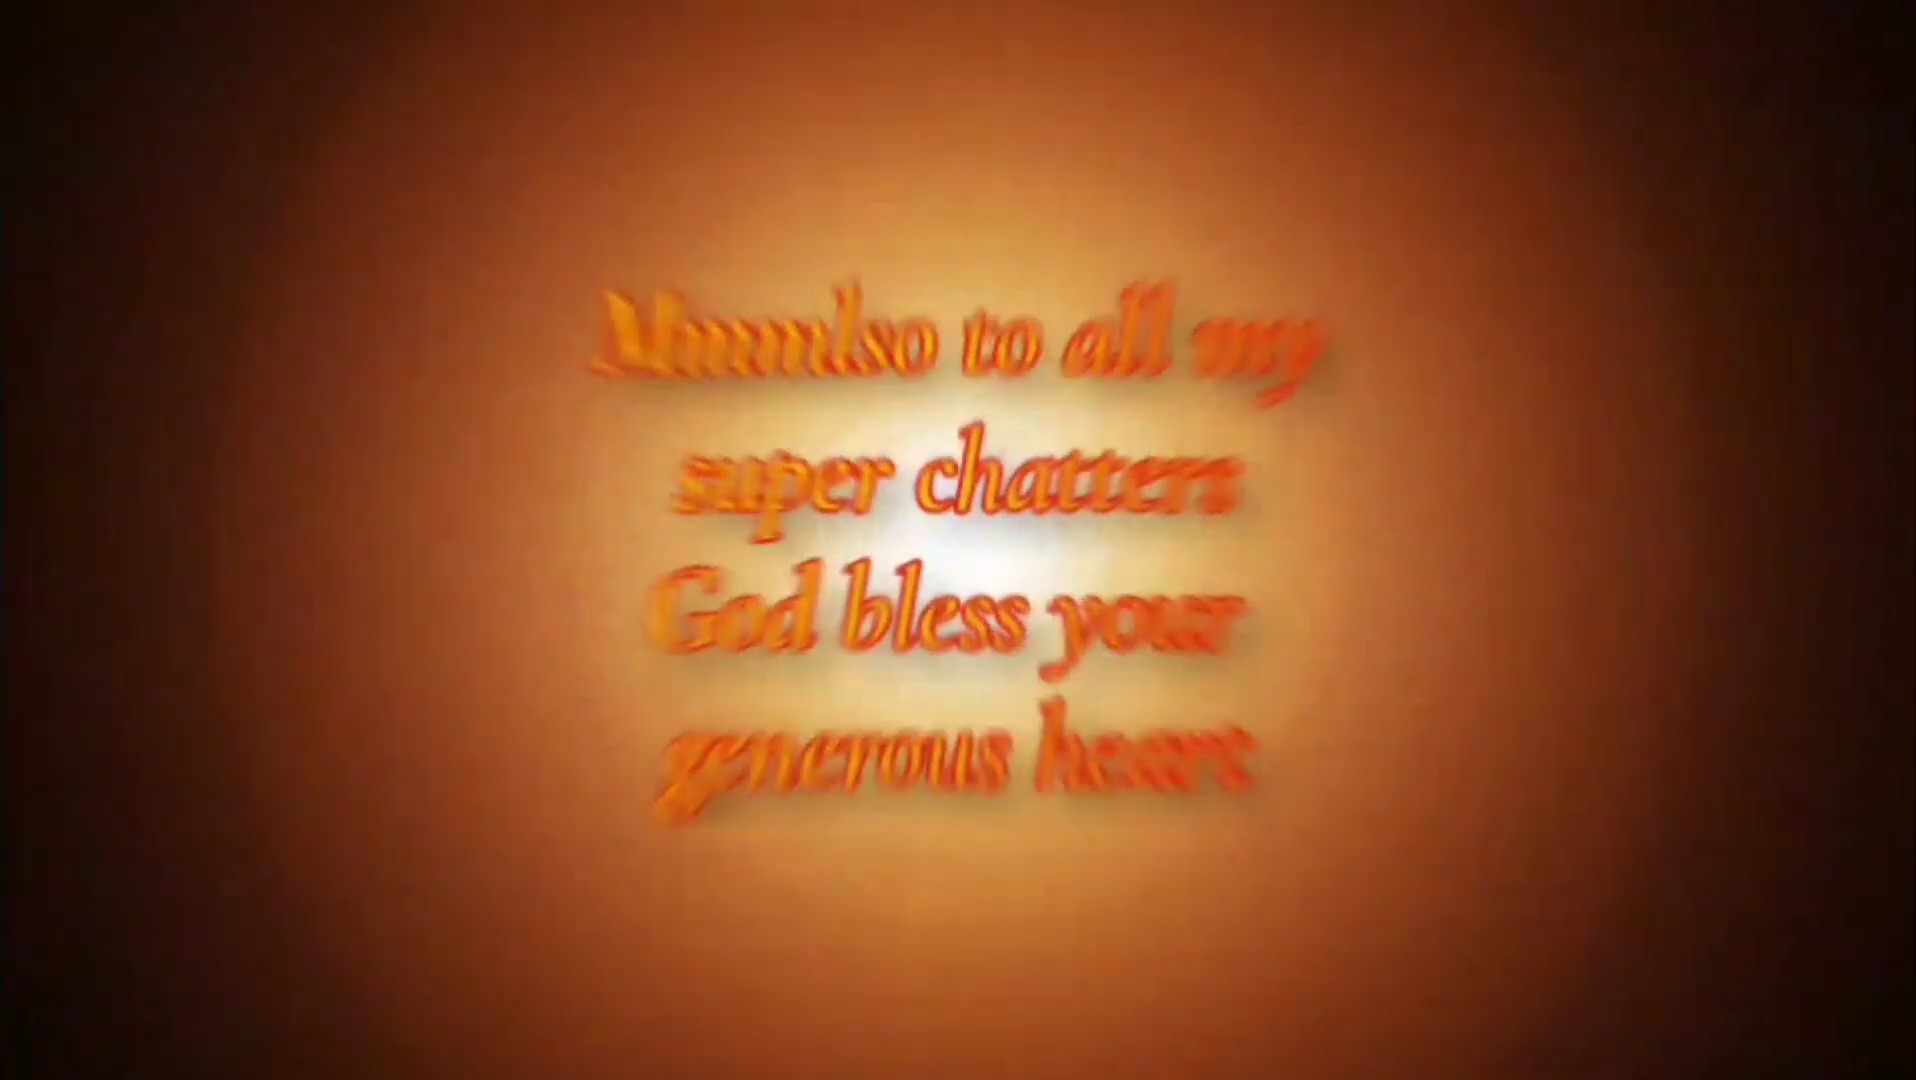 to all my
super chatters
God bless your
generous heart